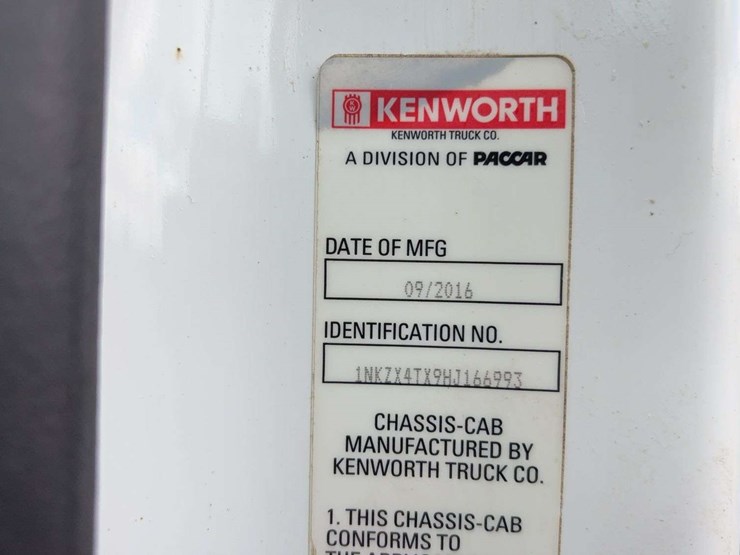 KENWORTH
KENWORTH TRUCK CO.
A DIVISION OF PACCAR
DATE OF MFG
09/2016
IDENTIFICATION NO.
1NKZX4TX9HJ166993
CHASSIS-CAB
MANUFACTURED BY
KENWORTH TRUCK CO.
1. THIS CHASSIS-CAB
CONFORMS TO